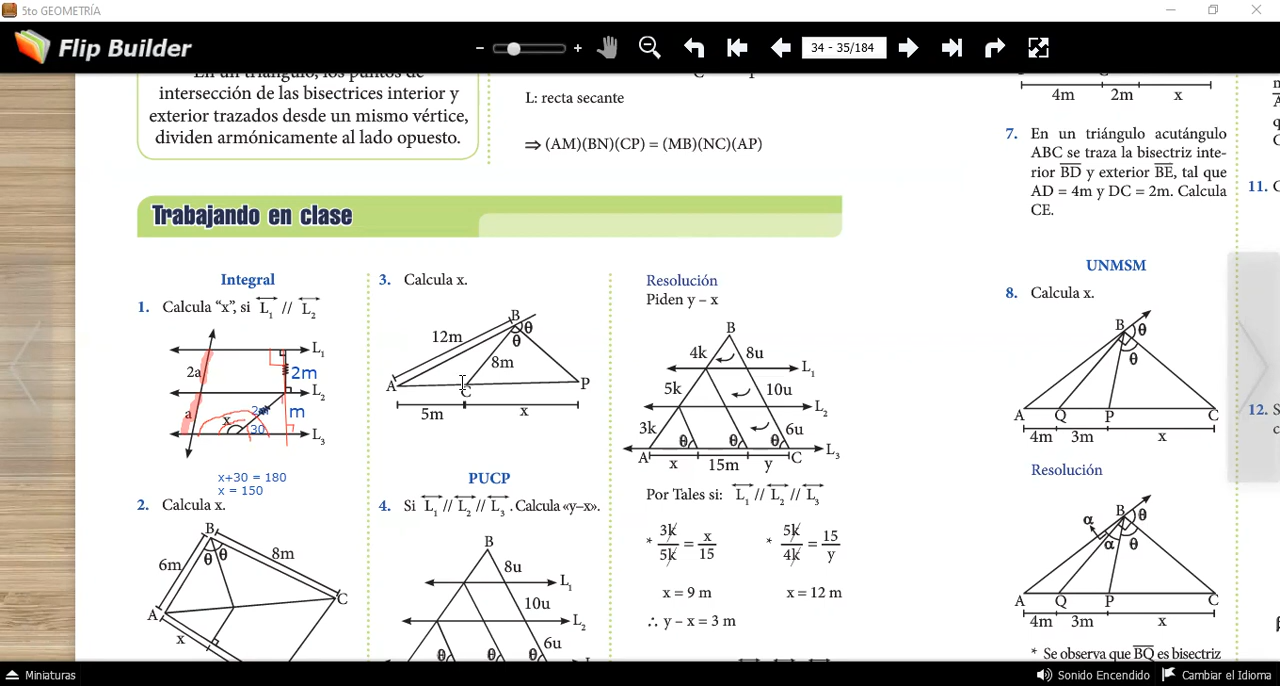 5to GEOMETRÍA
Flip Builder
34 - 35/184
intersección de las bisectrices interior y
exterior trazados desde un mismo vértice,
dividen armónicamente al lado opuesto.
L: recta secante
⇒ (AM)(BN)(CP) = (MB)(NC)(AP)
Trabajando en clase
Integral
1. Calcula “x”, si L₁ // L₂
L₁
2a
2m
L₂
a
x
m
30
L₃
x+30 = 180
x = 150
2. Calcula x.
B
θ θ
6m
8m
A
C
x
3. Calcula x.
B
θ
12m
θ
8m
A
C
P
5m
x
PUCP
4. Si L₁ // L₂ // L₃ . Calcula «y–x».
B
8u
L₁
10u
L₂
6u
θ θ θ
Resolución
Piden y – x
B
4k
8u
L₁
5k
10u
L₂
3k
6u
θ θ θ
A
C
L₃
x
15m
y
Por Tales si: L₁ // L₂ // L₃
* 3k/5k = x/15
* 5k/4k = 15/y
x = 9 m
x = 12 m
∴ y – x = 3 m
4m 2m x
7. En un triángulo acutángulo
ABC se traza la bisectriz inte-
rior BD y exterior BE, tal que
AD = 4m y DC = 2m. Calcula
CE.
UNMSM
8. Calcula x.
B
θ
θ
A Q P C
4m 3m x
Resolución
α
B
θ
α
θ
A Q P C
4m 3m x
* Se observa que BQ es bisectriz
11.
12.
Miniaturas
Sonido Encendido
Cambiar el Idioma